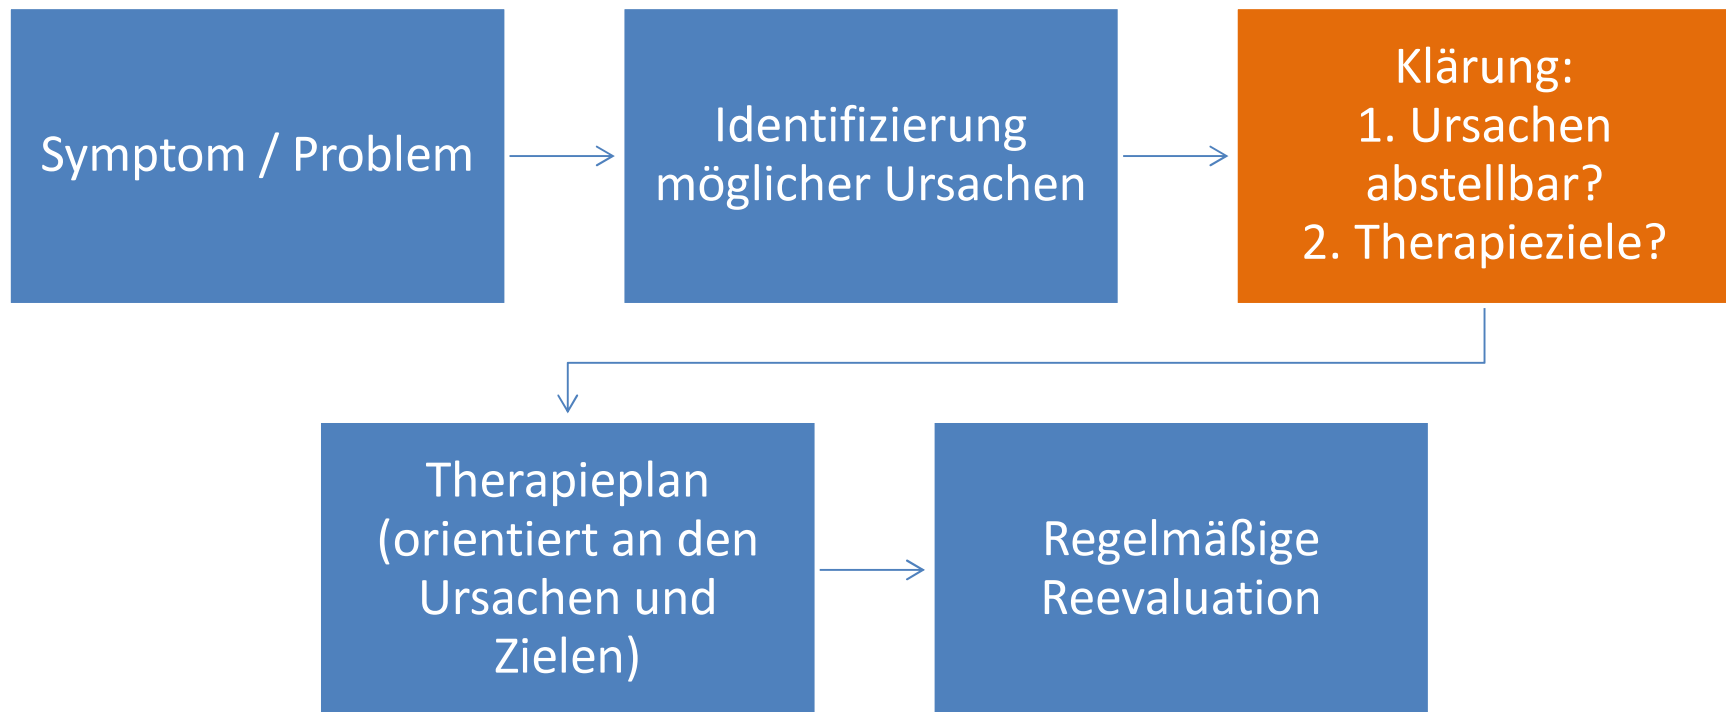 Symptom / Problem
Identifizierung
möglicher Ursachen
Klärung:
1. Ursachen
abstellbar?
2. Therapieziele?
Therapieplan
(orientiert an den
Ursachen und
Zielen)
Regelmäßige
Reevaluation